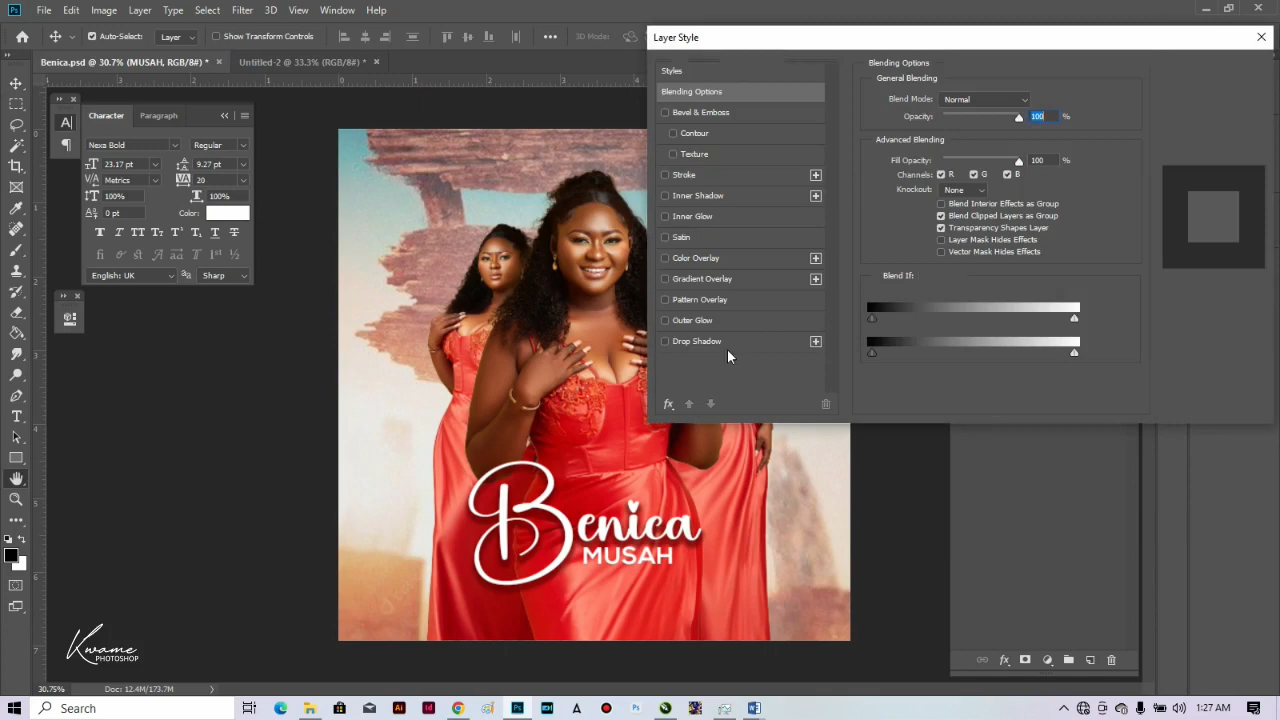 Ps File Edit Image Layer Type Select Filter 3D View Window Help
Auto-Select: Layer Show Transform Controls 3D Mode:
Benica.psd @ 30.7% (MUSAH, RGB/8#) * × Untitled-2 @ 33.3% (RGB/8#) * ×
Character Paragraph
Nexa Bold Regular
23.17 pt 9.27 pt
Metrics 20
100% 100%
0 pt Color:
English: UK Sharp
Layer Style
Styles
Blending Options
Bevel & Emboss
Contour
Texture
Stroke
Inner Shadow
Inner Glow
Satin
Color Overlay
Gradient Overlay
Pattern Overlay
Outer Glow
Drop Shadow
fx
Blending Options
General Blending
Blend Mode: Normal
Opacity: 100 %
Advanced Blending
Fill Opacity: 100 %
Channels: R G B
Knockout: None
Blend Interior Effects as Group
Blend Clipped Layers as Group
Transparency Shapes Layer
Layer Mask Hides Effects
Vector Mask Hides Effects
Blend If:
Benica
MUSAH
Kwame
PHOTOSHOP
30.75% Doc: 12.4M/173.7M
Search
1:27 AM